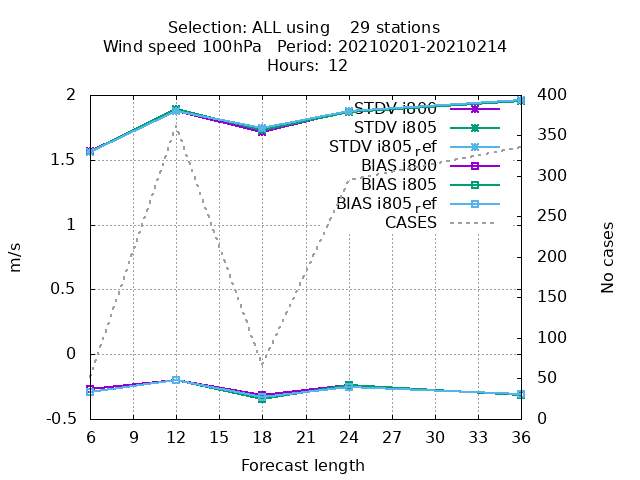 Selection: ALL using    29 stations
Wind speed 100hPa   Period: 20210201-20210214
Hours: 12
2
1.5
1
0.5
0
-0.5
400
350
300
250
200
150
100
50
0
m/s
No cases
STDV i800
STDV i805
STDV i805ref
BIAS i800
BIAS i805
BIAS i805ref
CASES
6 9 12 15 18 21 24 27 30 33 36
Forecast length